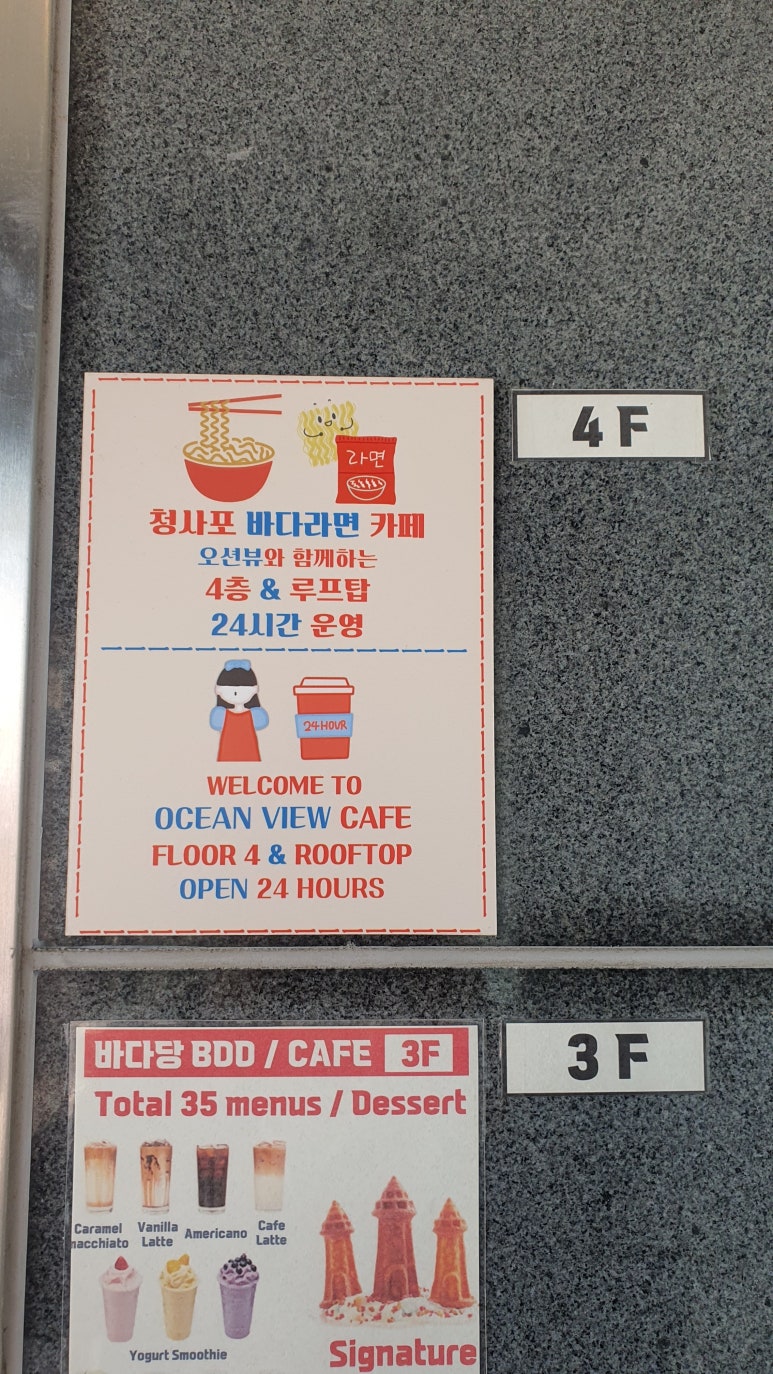 라면
청사포 바다라면 카페
오션뷰와 함께하는
4층 & 루프탑
24시간 운영
24-HOUR
WELCOME TO
OCEAN VIEW CAFE
FLOOR 4 & ROOFTOP
OPEN 24 HOURS
4F
바다당 BDD / CAFE 3F
Total 35 menus / Dessert
Caramel
macchiato
Vanilla
Latte
Americano
Cafe
Latte
Yogurt Smoothie
Signature
3F